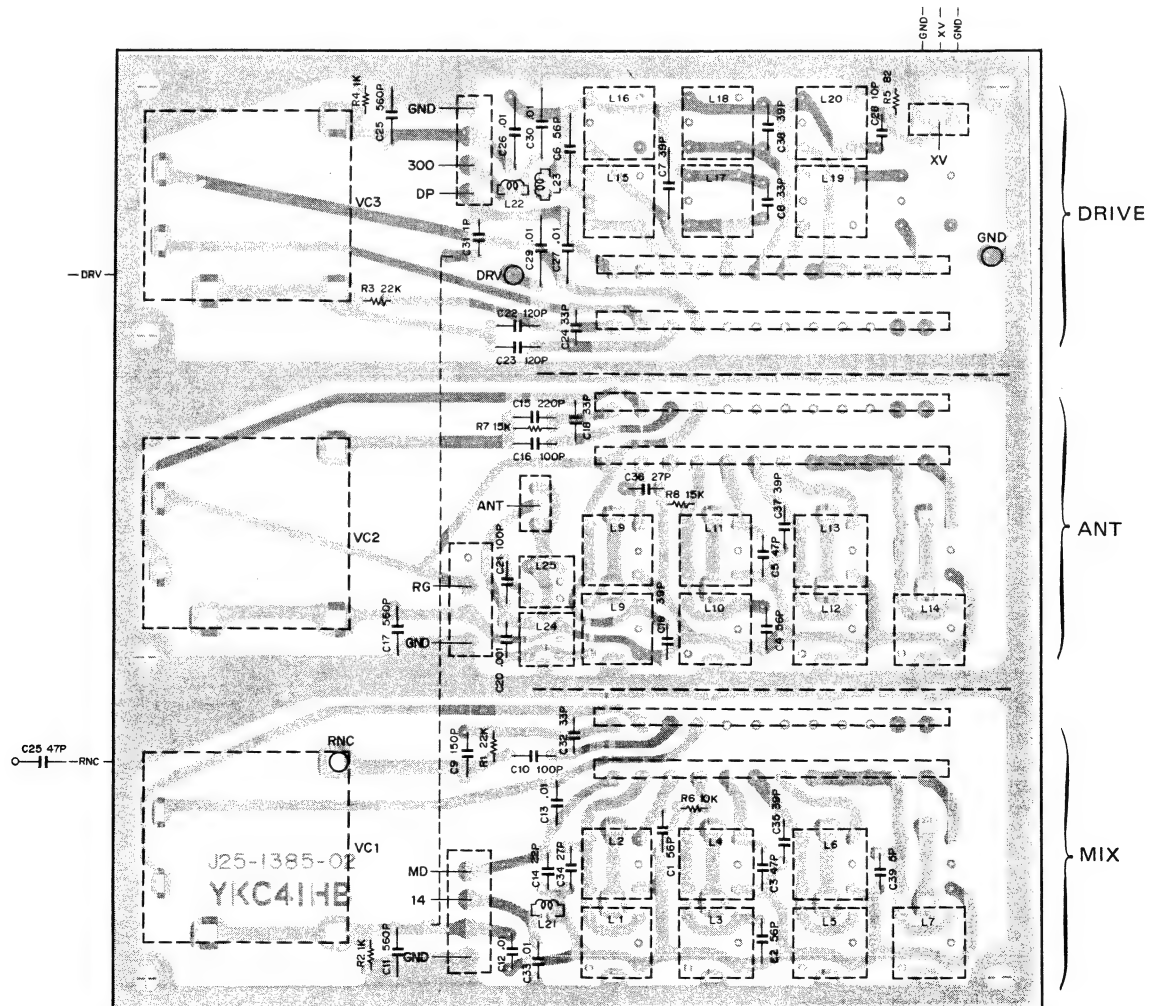 —GND—
XV—
—GND—
R4 1K
C25 560P
GND
300
DP
VC3
C26 .01
C30 .01
C6 56P
L16
L18
L20
C38 39P
C28 10P
R5 82
XV
C7 39P
L15
L17
L19
C8 33P
L22
L23
C31 .1P
C29 .01
C27 .01
—DRV
DRV
GND
DRIVE
R3 22K
C22 120P
C23 120P
C24 33P
C15 220P
R7 15K
C16 100P
C18 33P
C36 27P
R8 15K
C37 39P
ANT
ANT
VC2
C21 100P
L9
L11
L13
C5 47P
RG
L25
C17 560P
GND
C20 .001
L24
L9
39P
L10
C4 56P
L12
L14
C25 47P
—RNC
RNC
C9 150P
R1 22K
C10 100P
C32 33P
C13 .01
R6 10K
C35 39P
MIX
VC1
J25-1385-02
YKC41HB
MD
14
GND
C14 22P
C34 27P
L2
C1 56P
L4
C3 47P
L6
C39 5P
L21
L1
L3
L5
L7
C2 56P
R2 1K
C11 560P
C12 .01
C33 .01